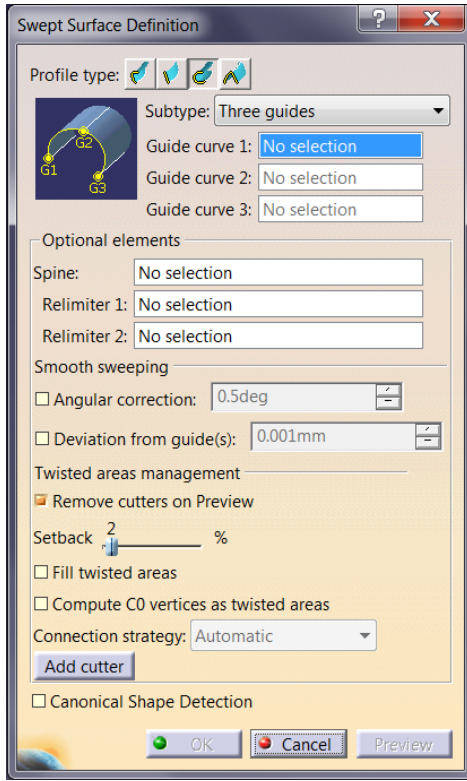 Swept Surface Definition
? X
Profile type:
Subtype: Three guides
G1 G2 G3
Guide curve 1: No selection
Guide curve 2: No selection
Guide curve 3: No selection
Optional elements
Spine: No selection
Relimiter 1: No selection
Relimiter 2: No selection
Smooth sweeping
Angular correction: 0.5deg
Deviation from guide(s): 0.001mm
Twisted areas management
Remove cutters on Preview
Setback 2 %
Fill twisted areas
Compute C0 vertices as twisted areas
Connection strategy: Automatic
Add cutter
Canonical Shape Detection
OK Cancel Preview